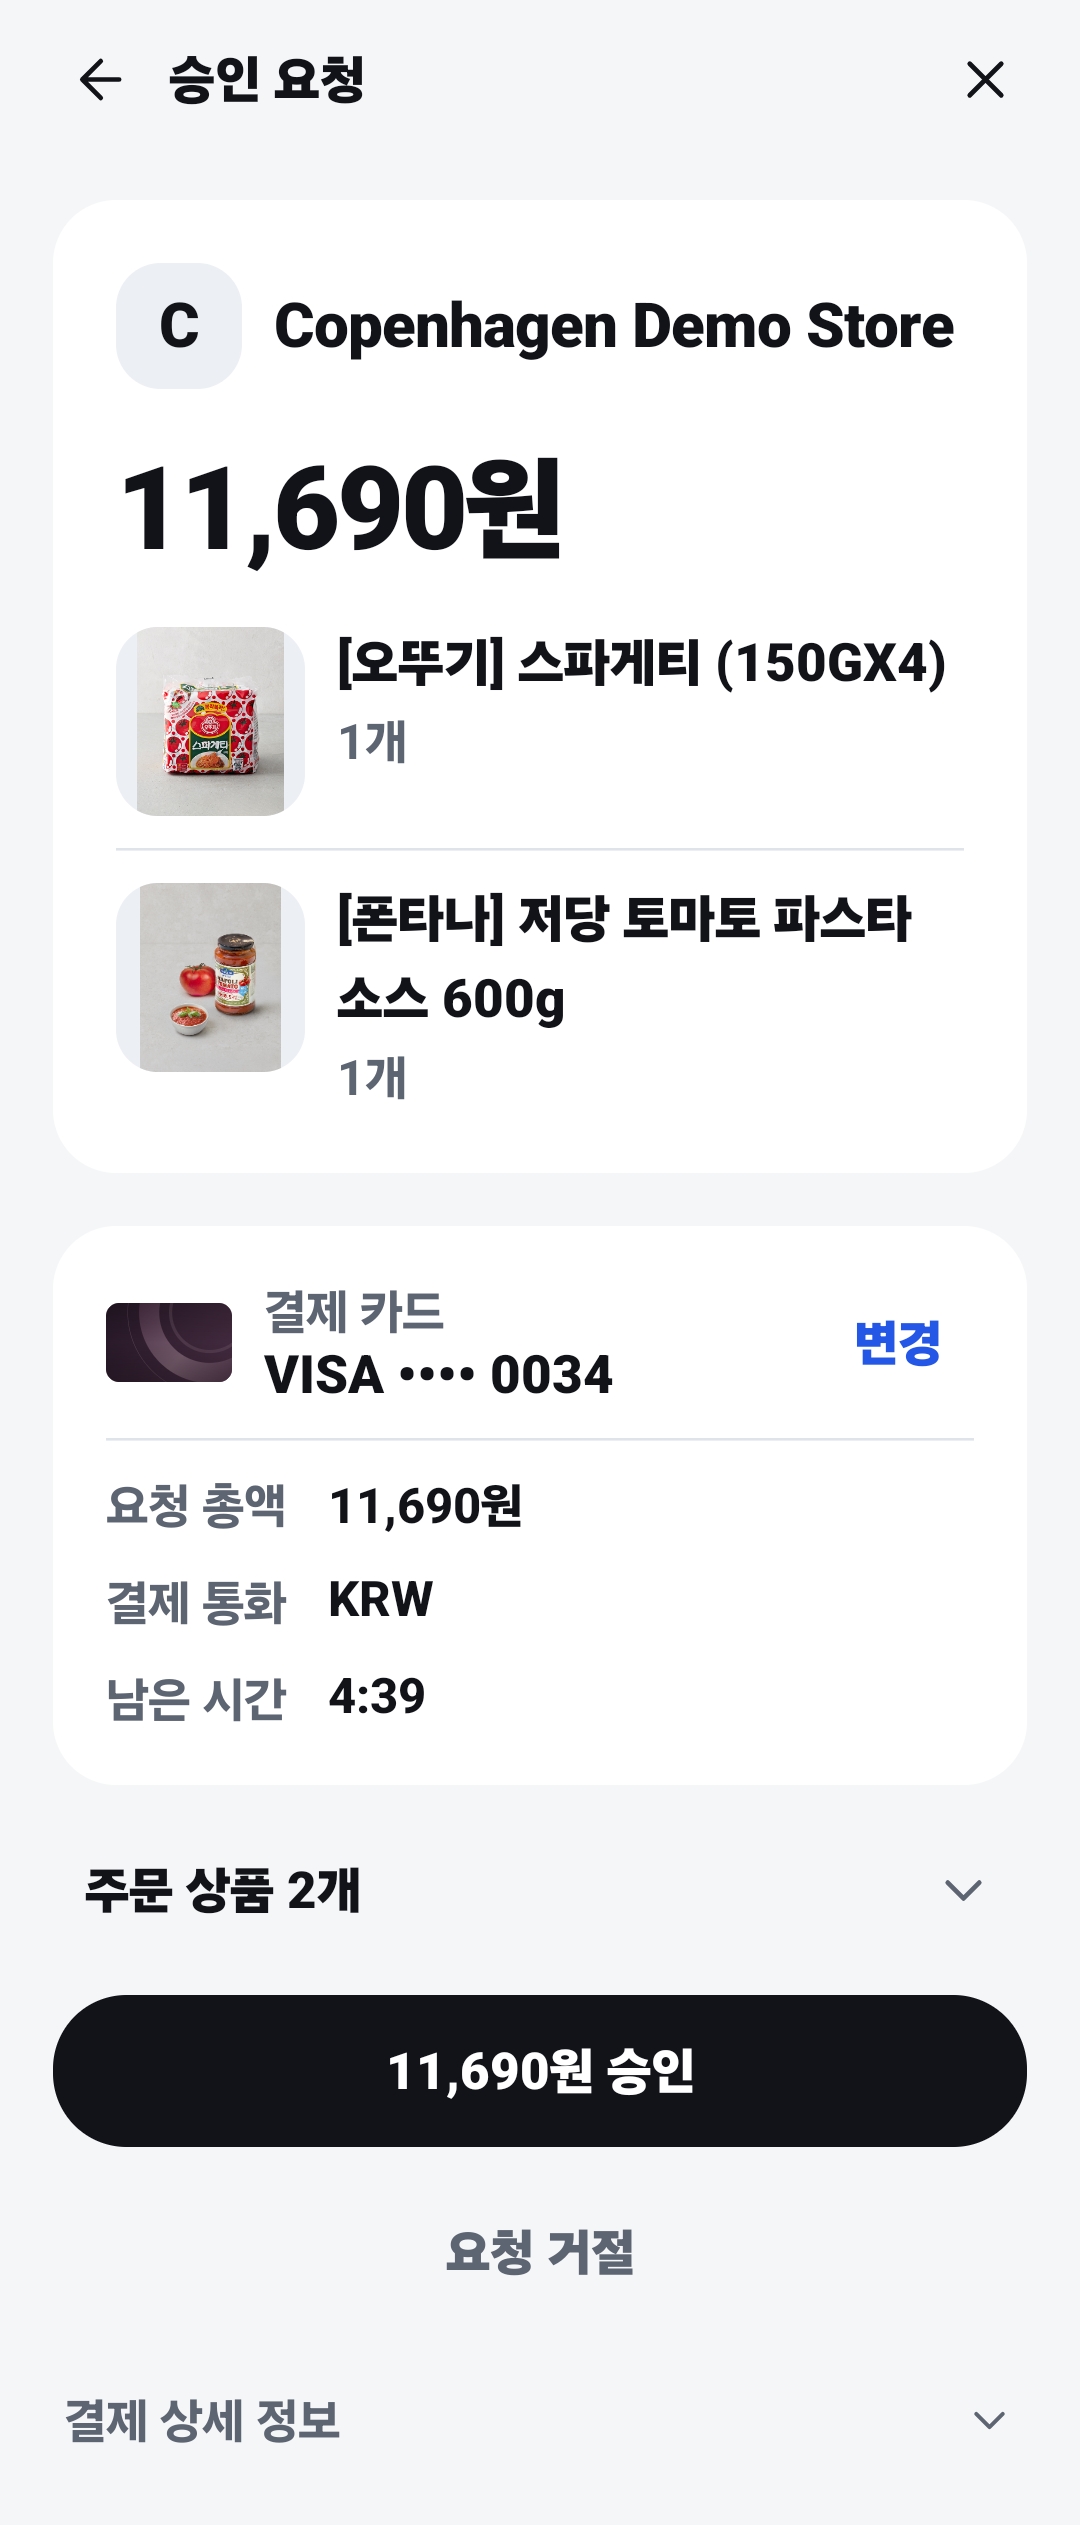 승인 요청
C
Copenhagen Demo Store
11,690원
[오뚜기] 스파게티 (150GX4)
1개
스파게티
[폰타나] 저당 토마토 파스타
소스 600g
1개
결제 카드
VISA •••• 0034
변경
요청 총액 11,690원
결제 통화 KRW
남은 시간 4:39
주문 상품 2개
11,690원 승인
요청 거절
결제 상세 정보